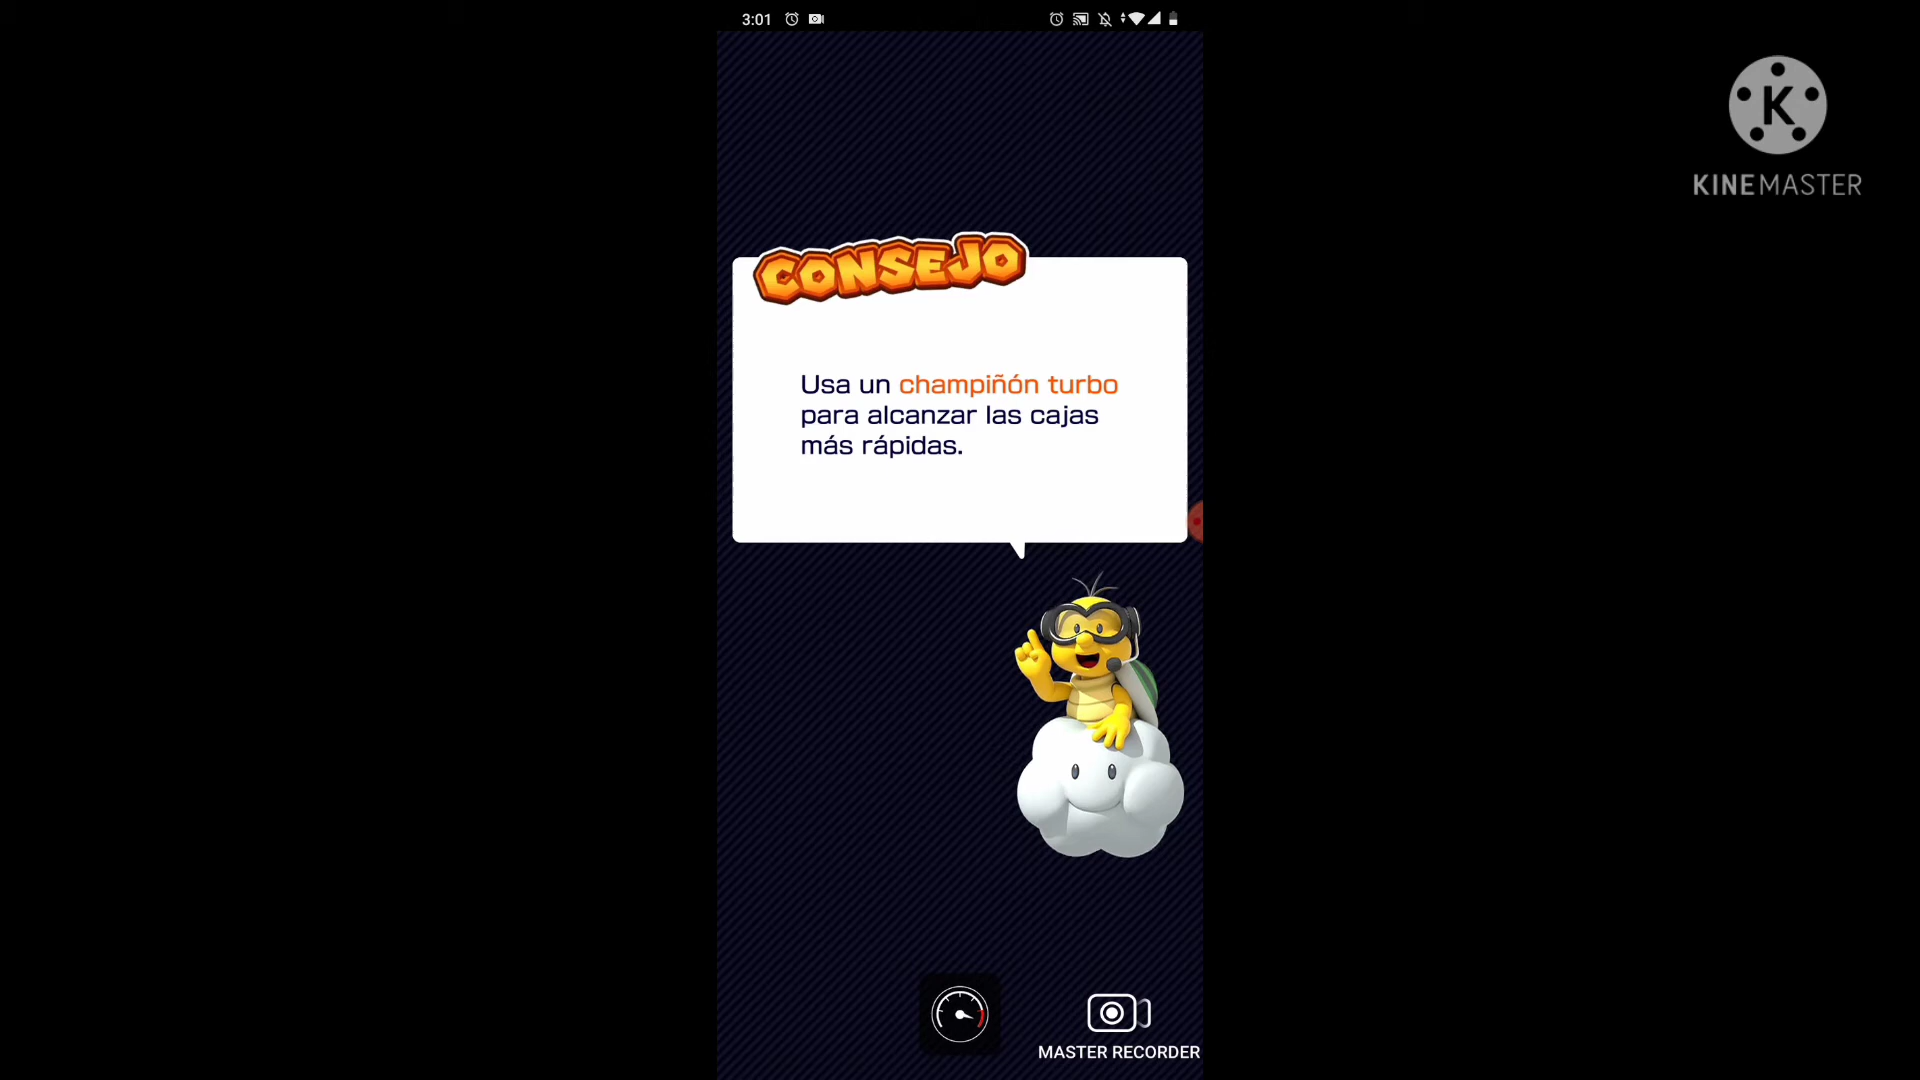 3:01
K
KINEMASTER
CONSEJO
Usa un champiñón turbo
para alcanzar las cajas
más rápidas.
MASTER RECORDER